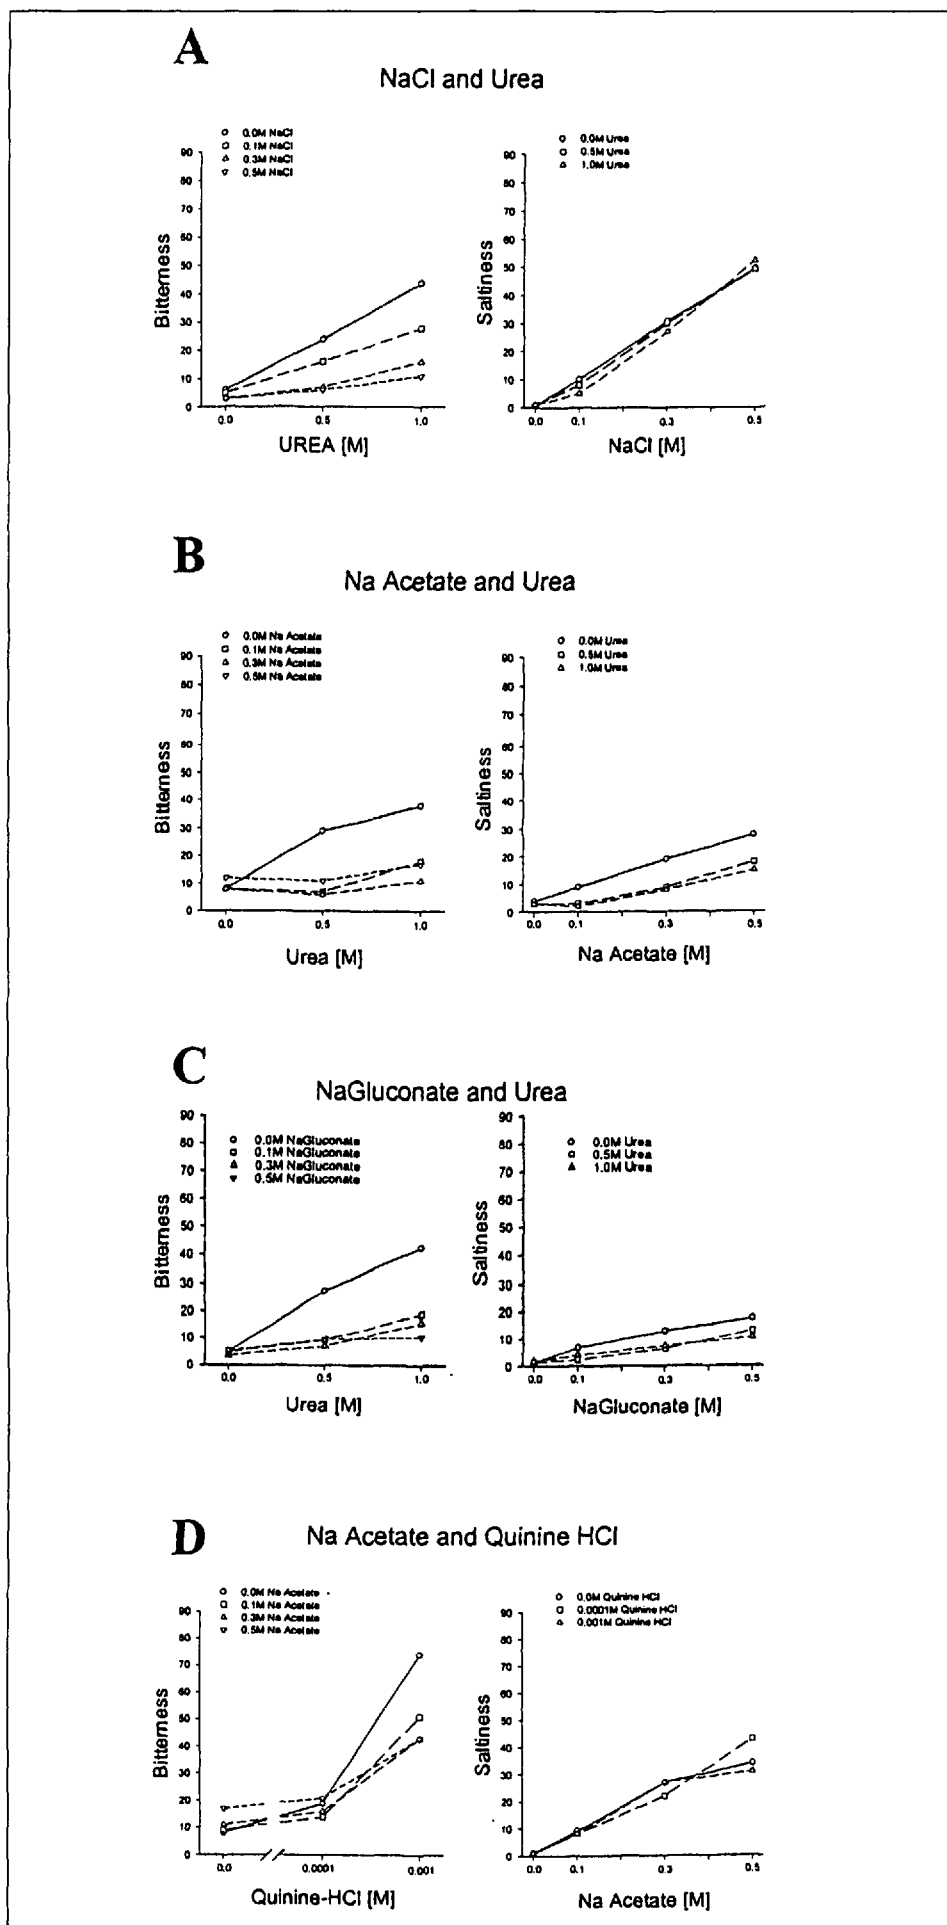 A
NaCl and Urea
0.0M NaCl
0.1M NaCl
0.3M NaCl
0.5M NaCl
90
80
70
60
50
40
30
20
10
0
Bitterness
0.0
0.5
1.0
UREA [M]
0.0M Urea
0.5M Urea
1.0M Urea
90
80
70
60
50
40
30
20
10
0
Saltiness
0.0
0.1
0.3
0.5
NaCl [M]
B
Na Acetate and Urea
0.0M Na Acetate
0.1M Na Acetate
0.3M Na Acetate
0.5M Na Acetate
90
80
70
60
50
40
30
20
10
0
Bitterness
0.0
0.5
1.0
Urea [M]
0.0M Urea
0.5M Urea
1.0M Urea
90
80
70
60
50
40
30
20
10
0
Saltiness
0.0
0.1
0.3
0.5
Na Acetate [M]
C
NaGluconate and Urea
0.0M NaGluconate
0.1M NaGluconate
0.3M NaGluconate
0.5M NaGluconate
90
80
70
60
50
40
30
20
10
0
Bitterness
0.0
0.5
1.0
Urea [M]
0.0M Urea
0.5M Urea
1.0M Urea
90
80
70
60
50
40
30
20
10
0
Saltiness
0.0
0.1
0.3
0.5
NaGluconate [M]
D
Na Acetate and Quinine HCl
0.0M Na Acetate
0.1M Na Acetate
0.3M Na Acetate
0.5M Na Acetate
90
80
70
60
50
40
30
20
10
0
Bitterness
0.0
0.0001
0.001
Quinine-HCl [M]
0.0M Quinine HCl
0.0001M Quinine HCl
0.001M Quinine HCl
90
80
70
60
50
40
30
20
10
0
Saltiness
0.0
0.1
0.3
0.5
Na Acetate [M]